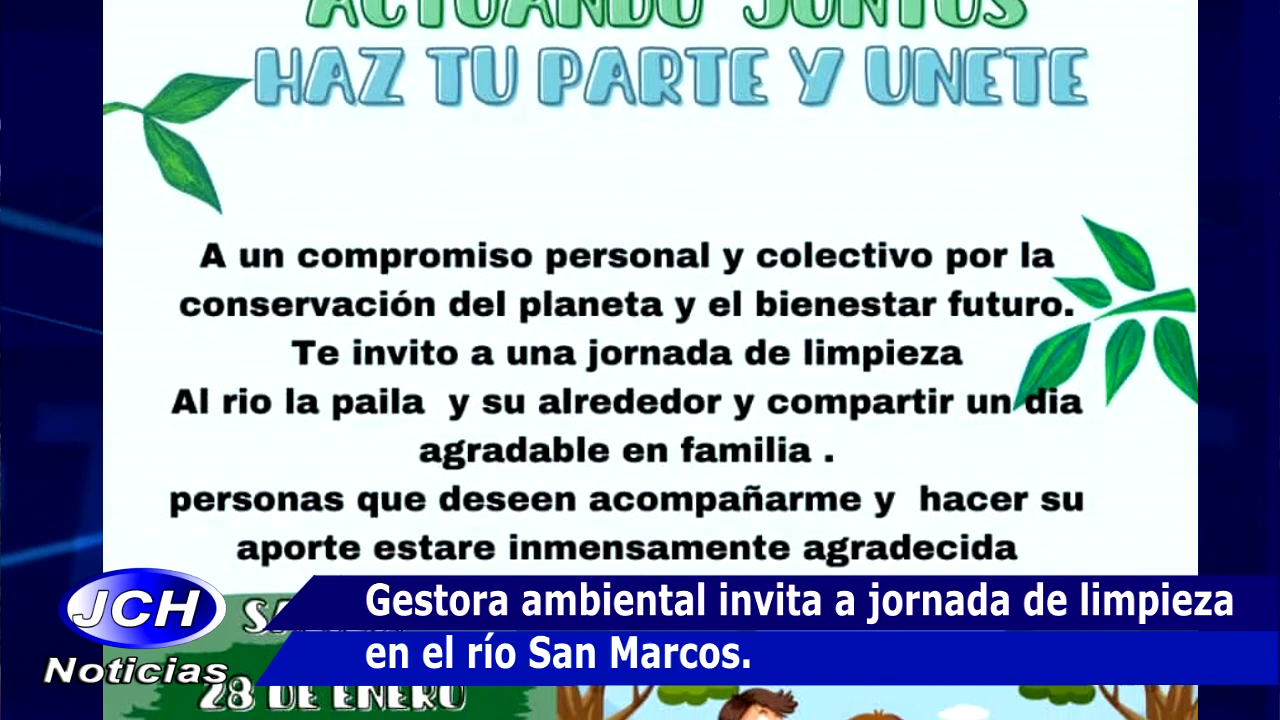 ACTUANDO JUNTOS
HAZ TU PARTE Y UNETE
A un compromiso personal y colectivo por la
conservación del planeta y el bienestar futuro.
Te invito a una jornada de limpieza
Al rio la paila y su alrededor y compartir un dia
agradable en familia .
personas que deseen acompañarme y hacer su
aporte estare inmensamente agradecida
28 DE ENERO
JCH
Noticias
Gestora ambiental invita a jornada de limpieza
en el río San Marcos.